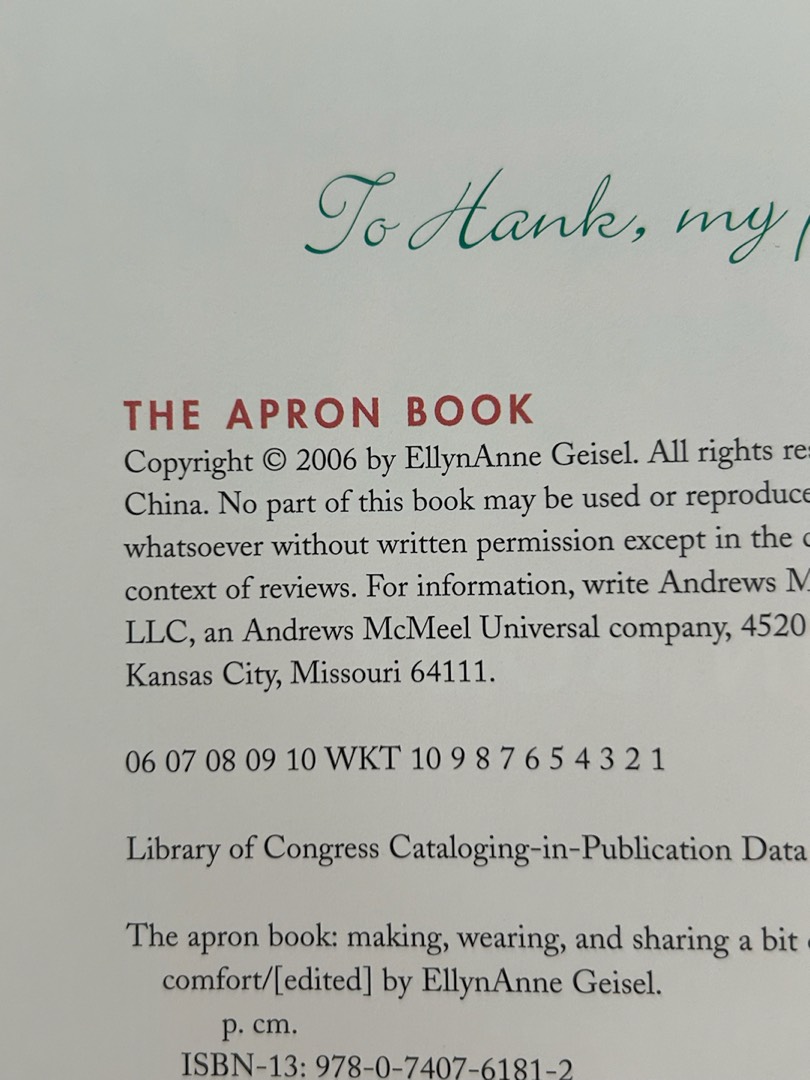 To Hank, my
THE APRON BOOK
Copyright © 2006 by EllynAnne Geisel. All rights
China. No part of this book may be used or
whatsoever without written permission except in the
context of reviews. For information, write Andrews
LLC, an Andrews McMeel Universal company, 4520
Kansas City, Missouri 64111.
06 07 08 09 10 WKT 10 9 8 7 6 5 4 3 2 1
Library of Congress Cataloging-in-Publication Data
The apron book: making, wearing, and sharing a bit
comfort/[edited] by EllynAnne Geisel.
p. cm.
ISBN-13: 978-0-7407-6181-2